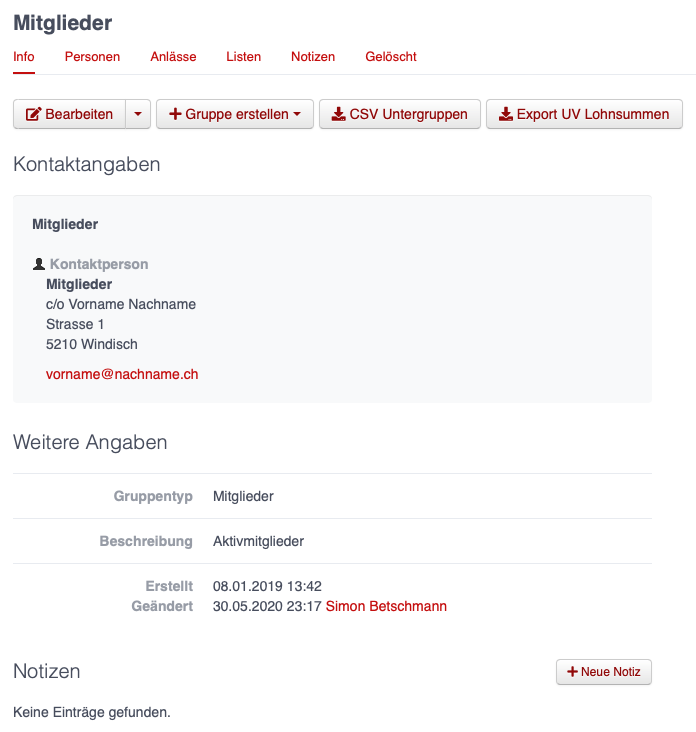 Mitglieder
Info Personen Anlässe Listen Notizen Gelöscht
Bearbeiten Gruppe erstellen CSV Untergruppen Export UV Lohnsummen
Kontaktangaben
Mitglieder
Kontaktperson
Mitglieder
c/o Vorname Nachname
Strasse 1
5210 Windisch
vorname@nachname.ch
Weitere Angaben
Gruppentyp Mitglieder
Beschreibung Aktivmitglieder
Erstellt 08.01.2019 13:42
Geändert 30.05.2020 23:17 Simon Betschmann
Notizen Neue Notiz
Keine Einträge gefunden.